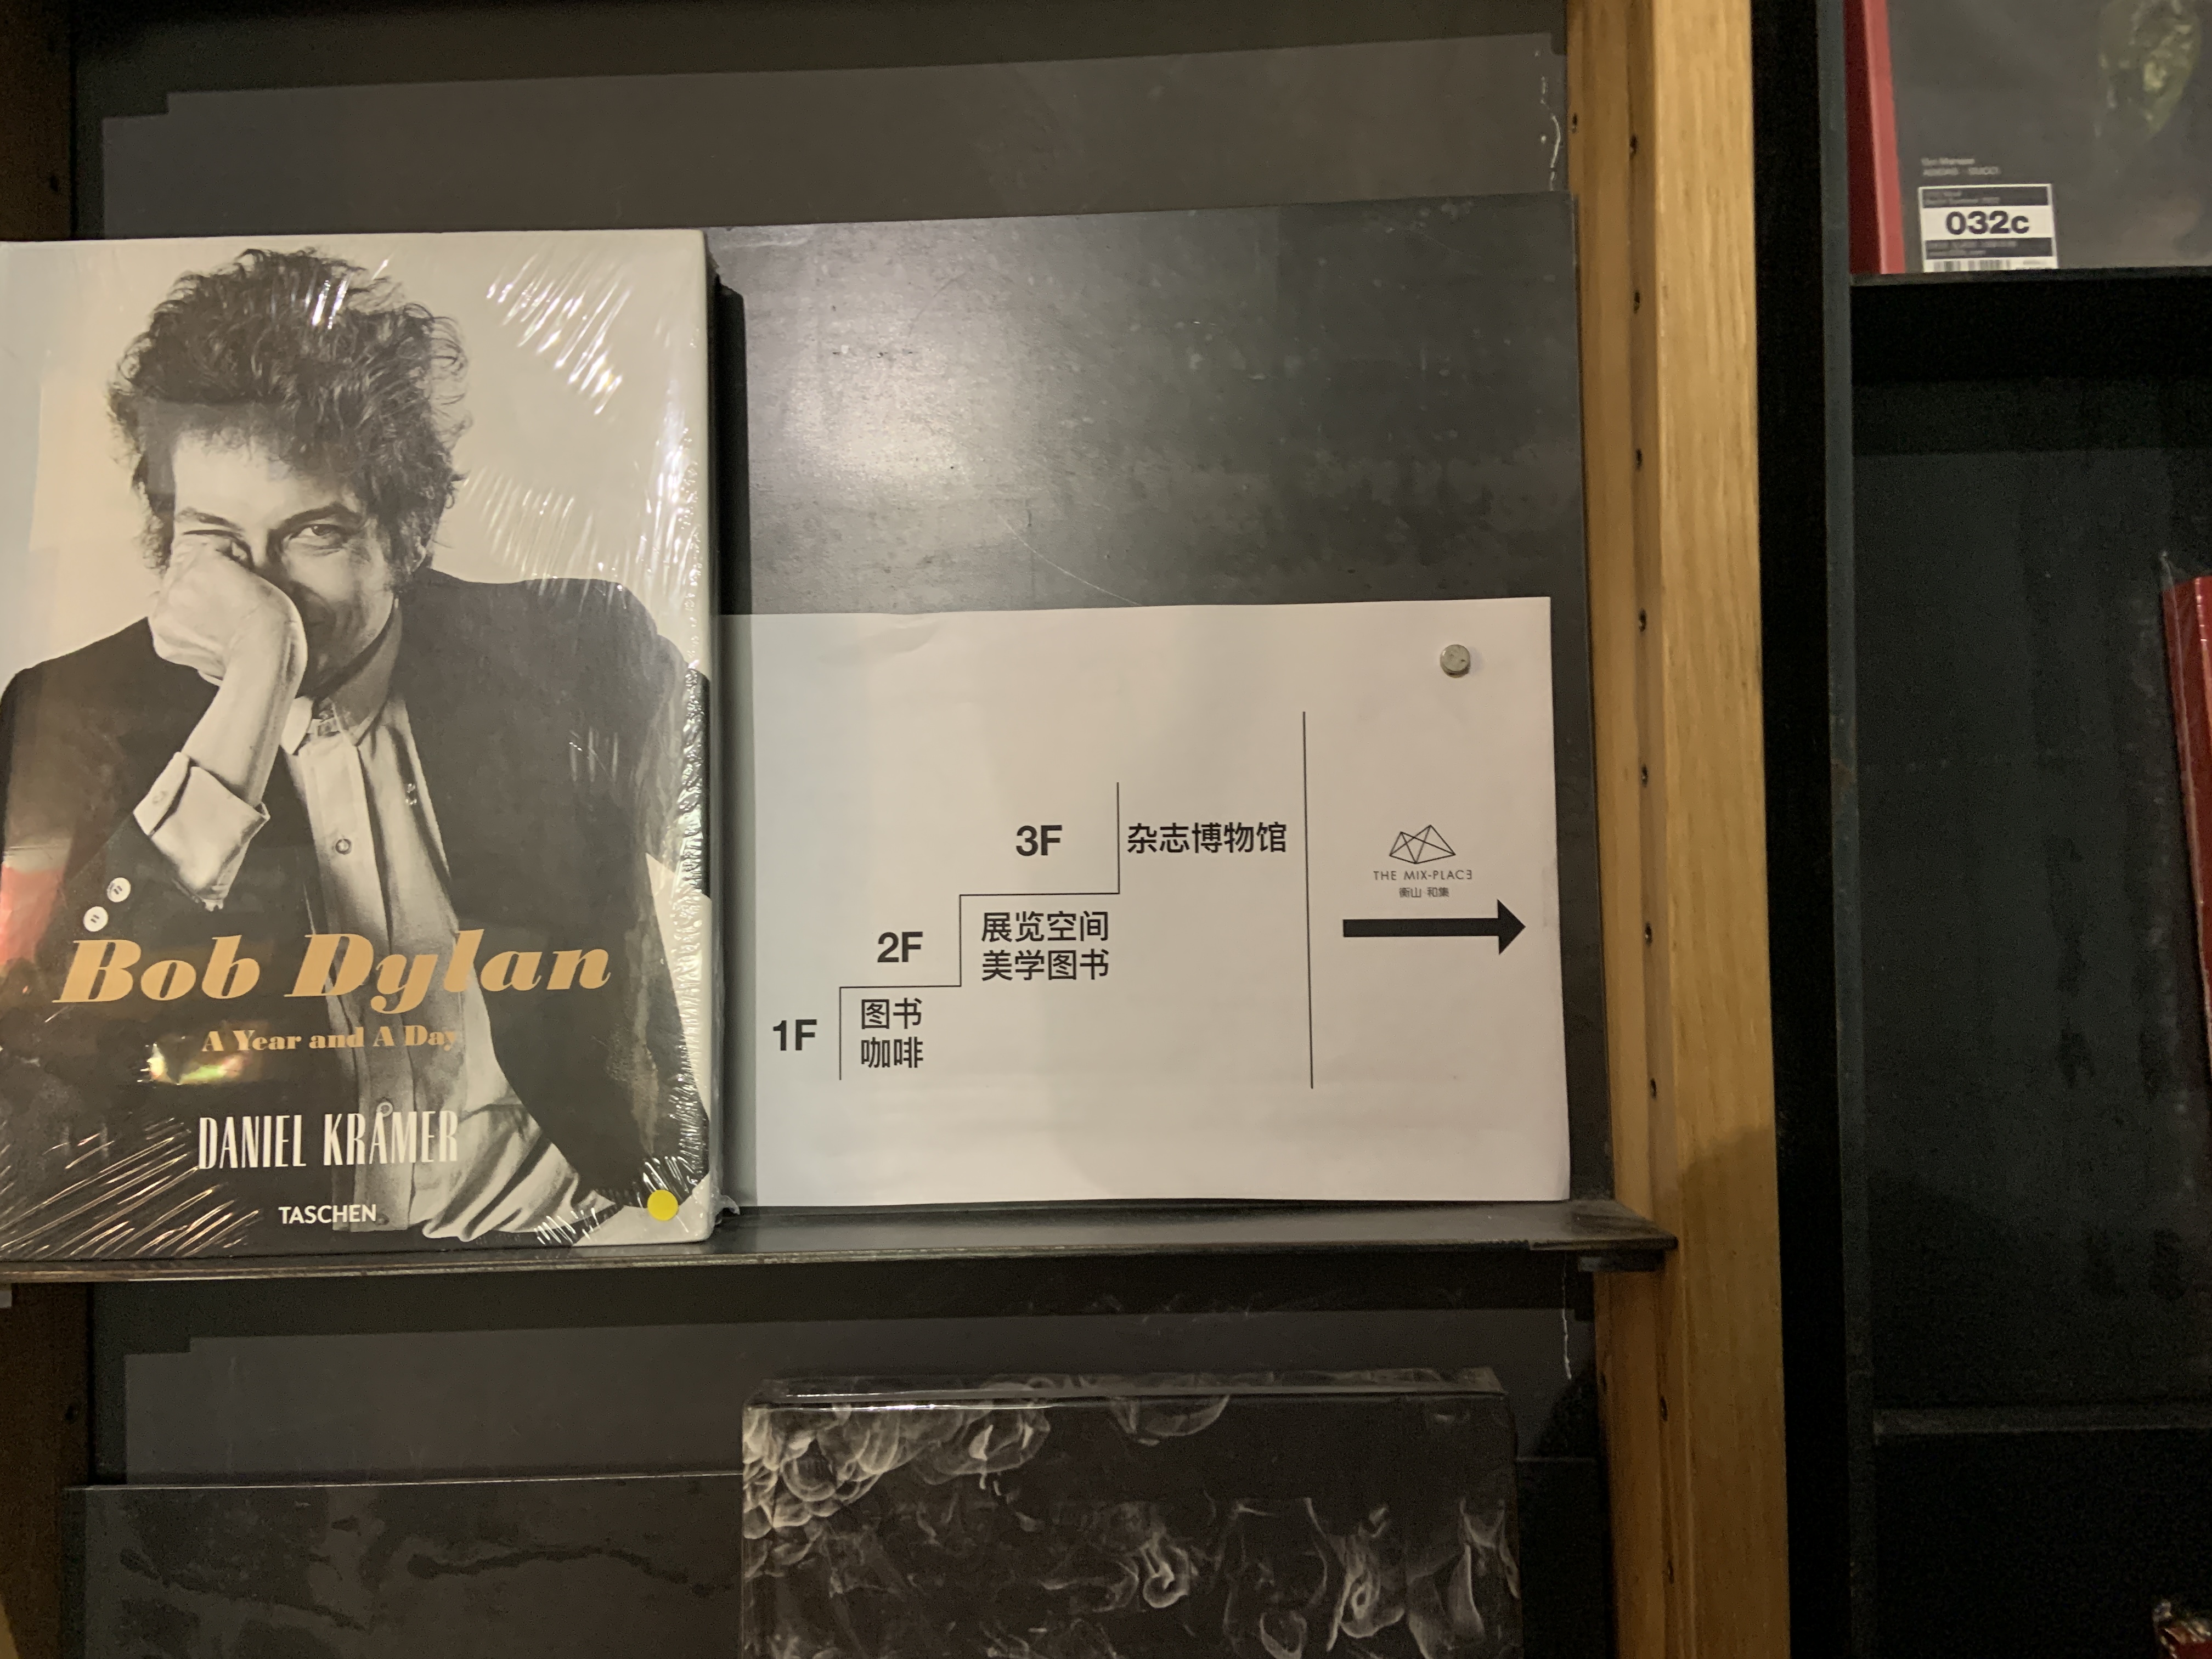 Bob Dylan
A Year and A Day
DANIEL KRAMER
TASCHEN
3F
杂志博物馆
2F
展览空间
美学图书
1F
图书
咖啡
THE MIX-PLACƎ
衡山·和集
032c